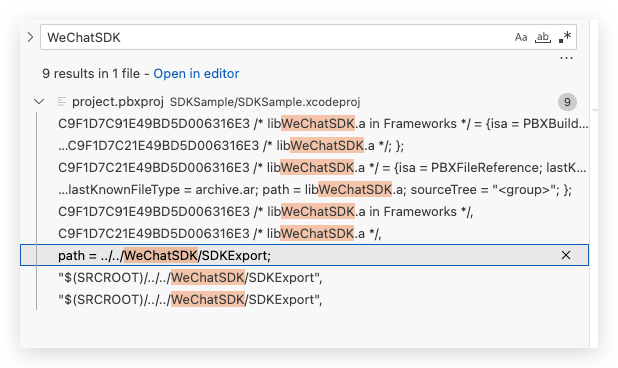 WeChatSDK
Aa ab .*
9 results in 1 file - Open in editor
project.pbxproj SDKSample/SDKSample.xcodeproj 9
C9F1D7C91E49BD5D006316E3 /* libWeChatSDK.a in Frameworks */ = {isa = PBXBuild...
...C9F1D7C21E49BD5D006316E3 /* libWeChatSDK.a */; };
C9F1D7C21E49BD5D006316E3 /* libWeChatSDK.a */ = {isa = PBXFileReference; lastK...
...lastKnownFileType = archive.ar; path = libWeChatSDK.a; sourceTree = "<group>"; };
C9F1D7C91E49BD5D006316E3 /* libWeChatSDK.a in Frameworks */,
C9F1D7C21E49BD5D006316E3 /* libWeChatSDK.a */,
path = ../../WeChatSDK/SDKExport;
"$(SRCROOT)/../../WeChatSDK/SDKExport",
"$(SRCROOT)/../../WeChatSDK/SDKExport",